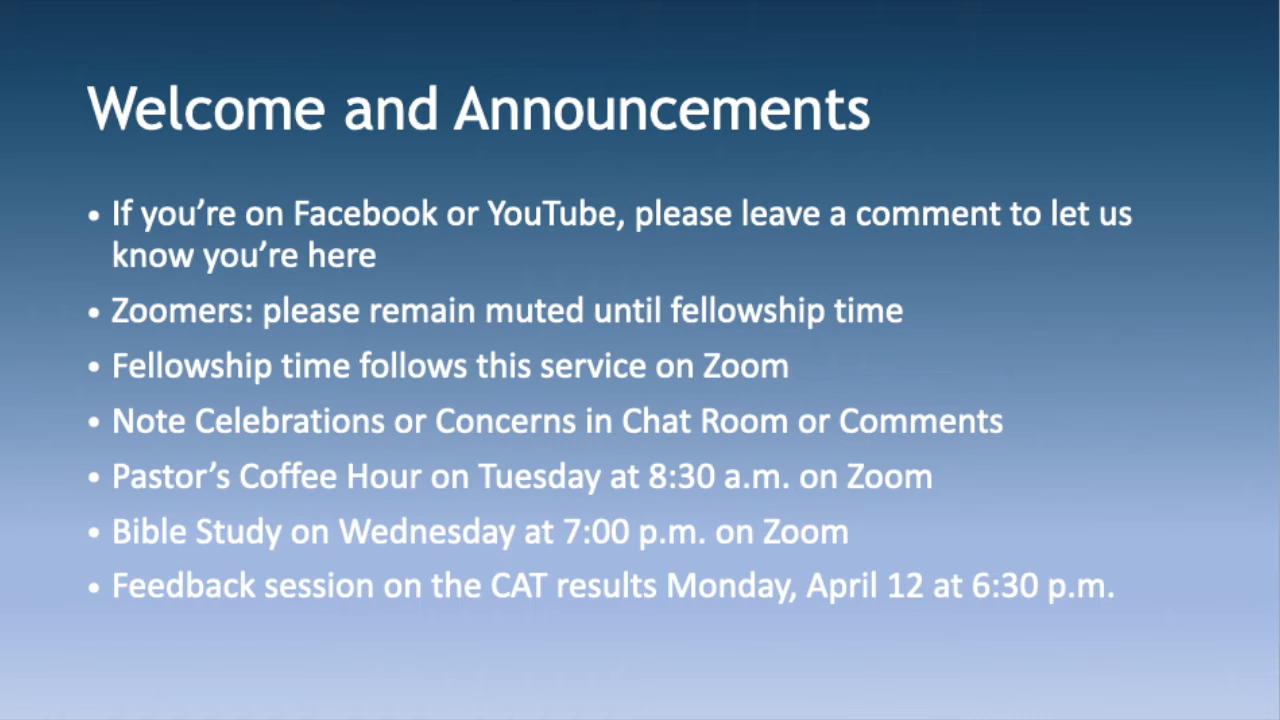 Welcome and Announcements
• If you’re on Facebook or YouTube, please leave a comment to let us
know you’re here
• Zoomers: please remain muted until fellowship time
• Fellowship time follows this service on Zoom
• Note Celebrations or Concerns in Chat Room or Comments
• Pastor’s Coffee Hour on Tuesday at 8:30 a.m. on Zoom
• Bible Study on Wednesday at 7:00 p.m. on Zoom
• Feedback session on the CAT results Monday, April 12 at 6:30 p.m.